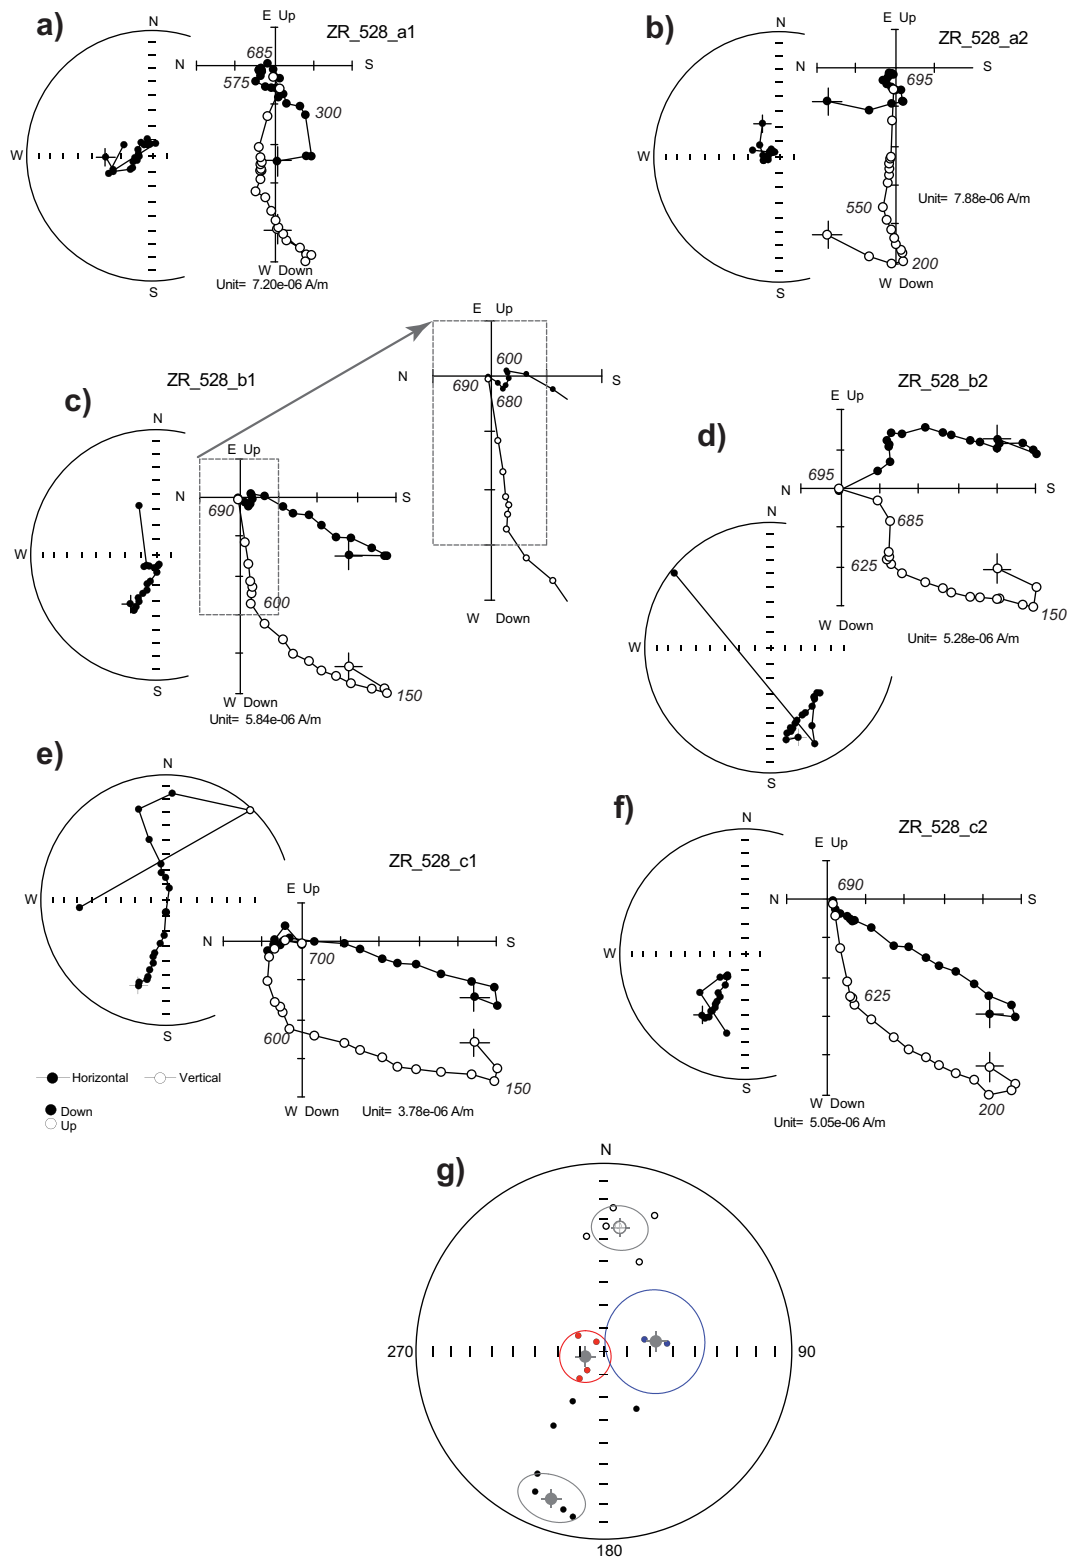 a)
N
W
S
E Up
ZR_528_a1
685
N
S
575
300
W Down
Unit= 7.20e-06 A/m
b)
N
W
S
E Up
ZR_528_a2
695
N
S
550
Unit= 7.88e-06 A/m
200
W Down
E Up
600
N
S
690
680
W Down
ZR_528_b1
c)
N
W
S
E Up
N
S
690
600
150
W Down
Unit= 5.84e-06 A/m
ZR_528_b2
d)
E Up
695
N
S
685
625
150
W Down
Unit= 5.28e-06 A/m
N
W
S
e)
N
W
S
ZR_528_c1
E Up
N
S
700
600
150
W Down
Unit= 3.78e-06 A/m
Horizontal
Vertical
Down
Up
f)
N
W
S
ZR_528_c2
E Up
690
N
S
625
200
W Down
Unit= 5.05e-06 A/m
g)
N
270
90
180